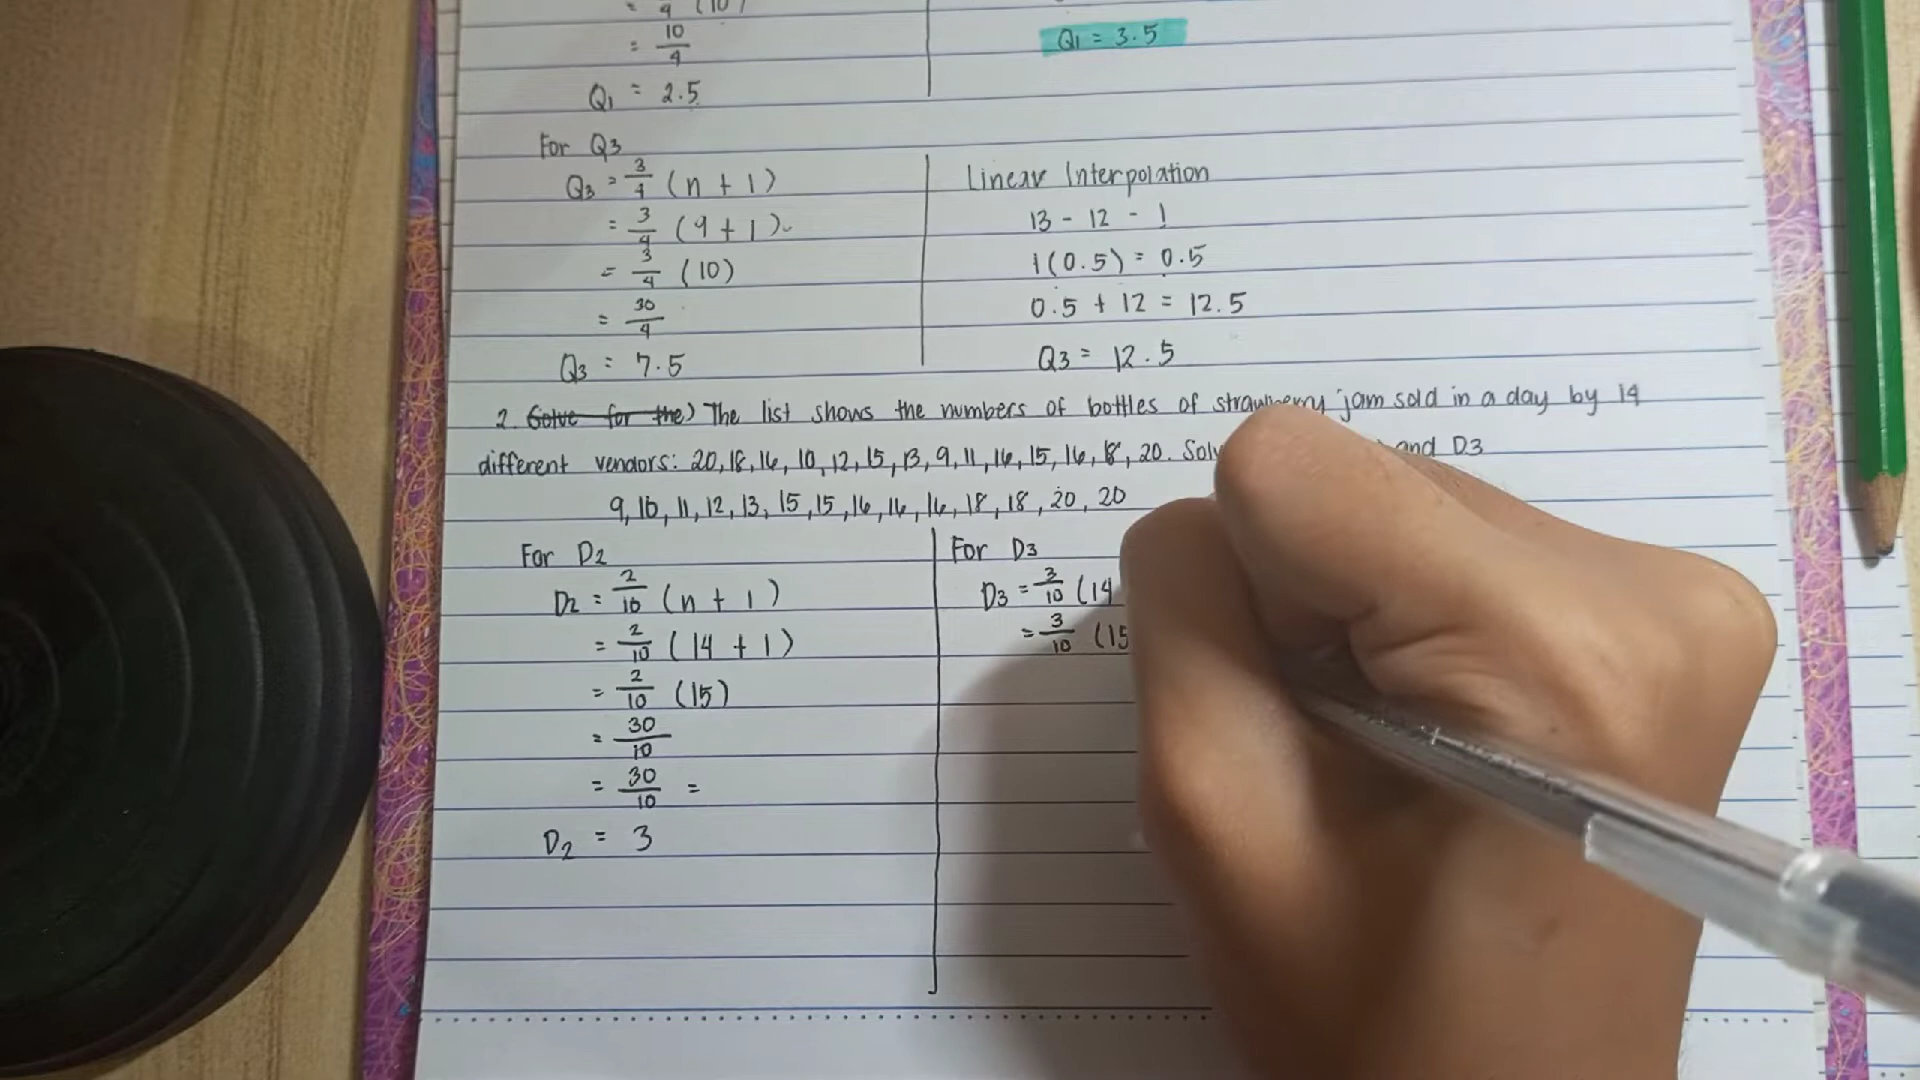 = 9 (10)
= 10/4
Q1 = 2.5
Q1 = 3.5
For Q3
Q3 = 3/4 (n + 1)
= 3/4 (9 + 1)
= 3/4 (10)
= 30/4
Q3 = 7.5
Linear Interpolation
13 - 12 - 1
1 (0.5) = 0.5
0.5 + 12 = 12.5
Q3 = 12.5
2. Solve for the) The list shows the numbers of bottles of strawberry jam sold in a day by 14
different vendors: 20, 18, 16, 10, 12, 15, 13, 9, 11, 16, 15, 16, 18, 20. and D3
9, 10, 11, 12, 13, 15, 15, 16, 16, 16, 18, 18, 20, 20
For D2
D2 = 2/10 (n + 1)
= 2/10 (14 + 1)
= 2/10 (15)
= 30/10
= 30/10 =
D2 = 3
For D3
D3 = 3/10 (14
= 3/10 (15